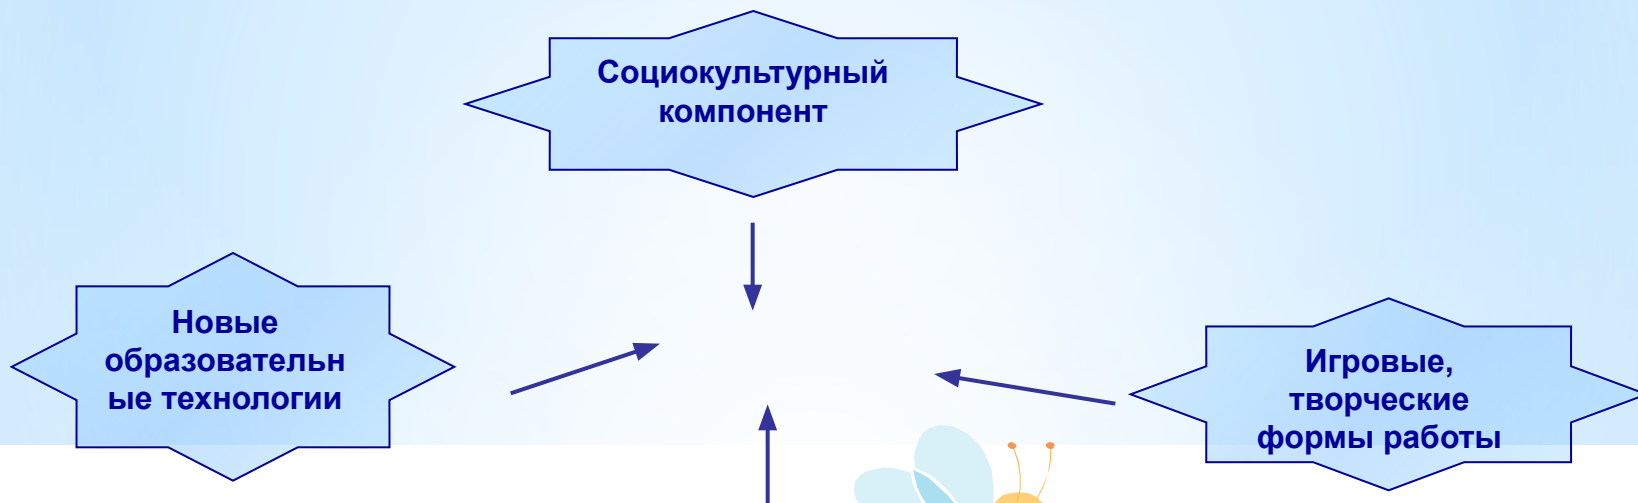 Социокультурный
компонент
Новые
образовательн
ые технологии
Игровые,
творческие
формы работы